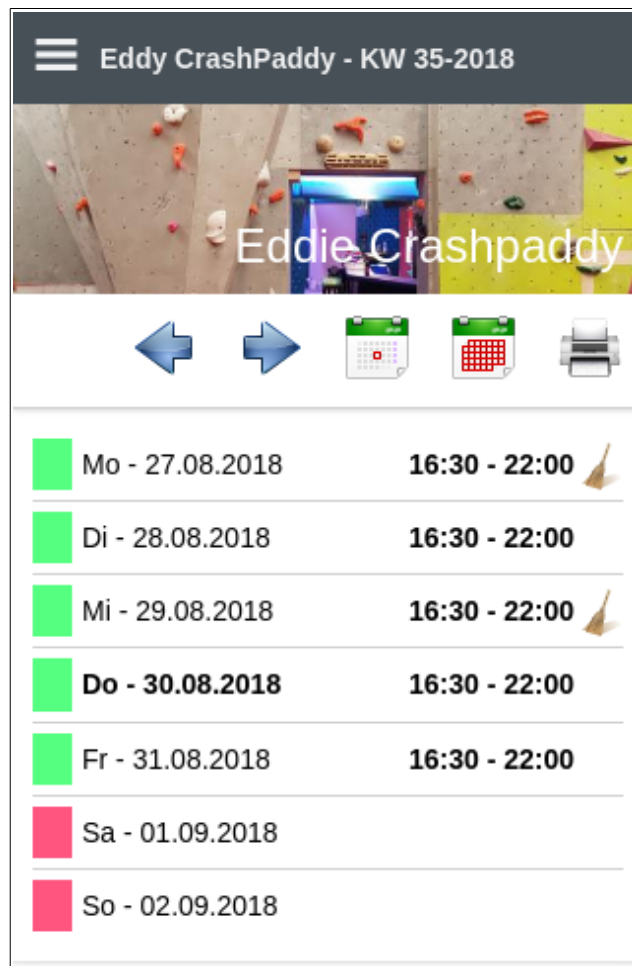 Eddy CrashPaddy - KW 35-2018
Eddie Crashpaddy
Mo - 27.08.2018 16:30 - 22:00
Di - 28.08.2018 16:30 - 22:00
Mi - 29.08.2018 16:30 - 22:00
Do - 30.08.2018 16:30 - 22:00
Fr - 31.08.2018 16:30 - 22:00
Sa - 01.09.2018
So - 02.09.2018